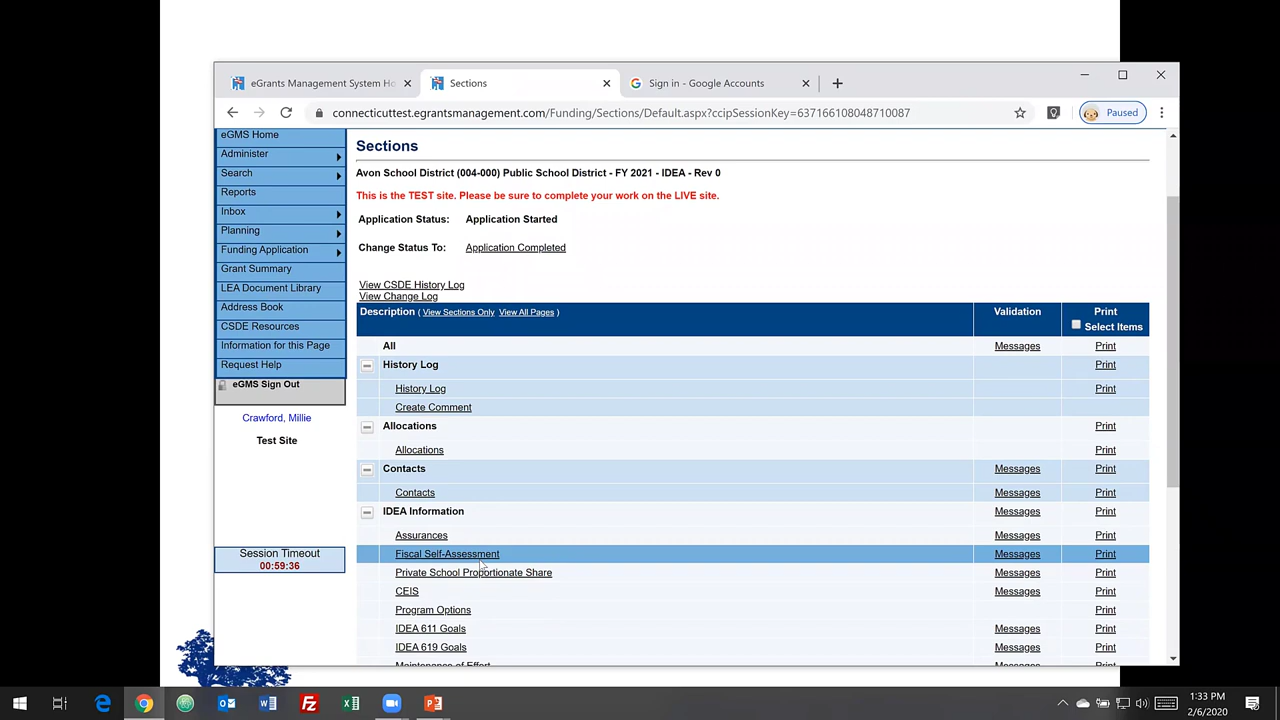 eGrants Management System Ho
Sections
Sign in - Google Accounts
connecticuttest.egrantsmanagement.com/Funding/Sections/Default.aspx?ccipSessionKey=637166108048710087
Paused
eGMS Home
Administer
Search
Reports
Inbox
Planning
Funding Application
Grant Summary
LEA Document Library
Address Book
CSDE Resources
Information for this Page
Request Help
eGMS Sign Out
Crawford, Millie
Test Site
Session Timeout
00:59:36
Sections
Avon School District (004-000) Public School District - FY 2021 - IDEA - Rev 0
This is the TEST site. Please be sure to complete your work on the LIVE site.
Application Status: Application Started
Change Status To: Application Completed
View CSDE History Log
View Change Log
Description ( View Sections Only View All Pages ) Validation Print
Select Items
All Messages Print
History Log Print
History Log Print
Create Comment
Allocations Print
Allocations Print
Contacts Messages Print
Contacts Messages Print
IDEA Information Messages Print
Assurances Messages Print
Fiscal Self-Assessment Messages Print
Private School Proportionate Share Messages Print
CEIS Messages Print
Program Options Print
IDEA 611 Goals Messages Print
IDEA 619 Goals Messages Print
Maintenance of Effort
1:33 PM
2/6/2020